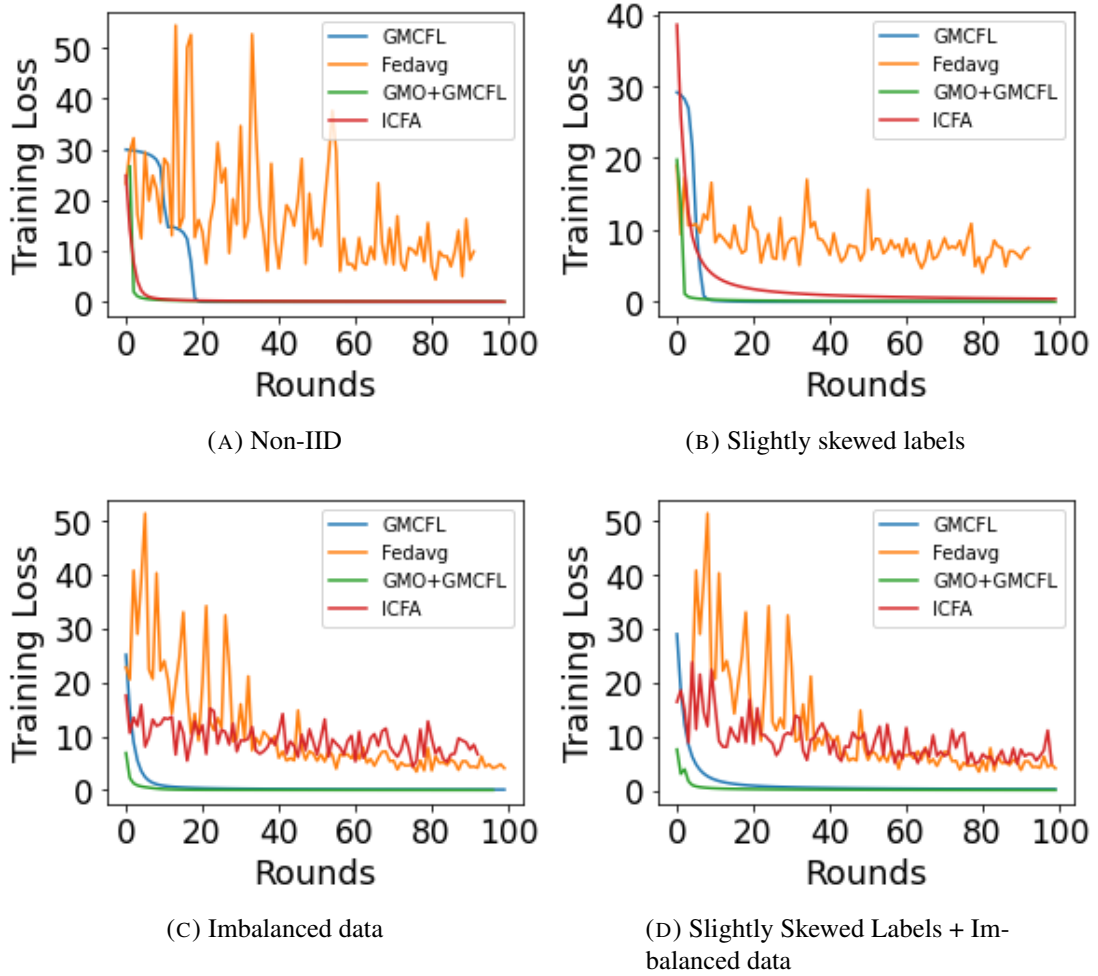 50
40
30
20
10
0
Training Loss
GMCFL
Fedavg
GMO+GMCFL
ICFA
0 20 40 60 80 100
Rounds
(A) Non-IID
40
30
20
10
0
Training Loss
GMCFL
Fedavg
GMO+GMCFL
ICFA
0 20 40 60 80 100
Rounds
(B) Slightly skewed labels
50
40
30
20
10
0
Training Loss
GMCFL
Fedavg
GMO+GMCFL
ICFA
0 20 40 60 80 100
Rounds
(C) Imbalanced data
50
40
30
20
10
0
Training Loss
GMCFL
Fedavg
GMO+GMCFL
ICFA
0 20 40 60 80 100
Rounds
(D) Slightly Skewed Labels + Im-
balanced data